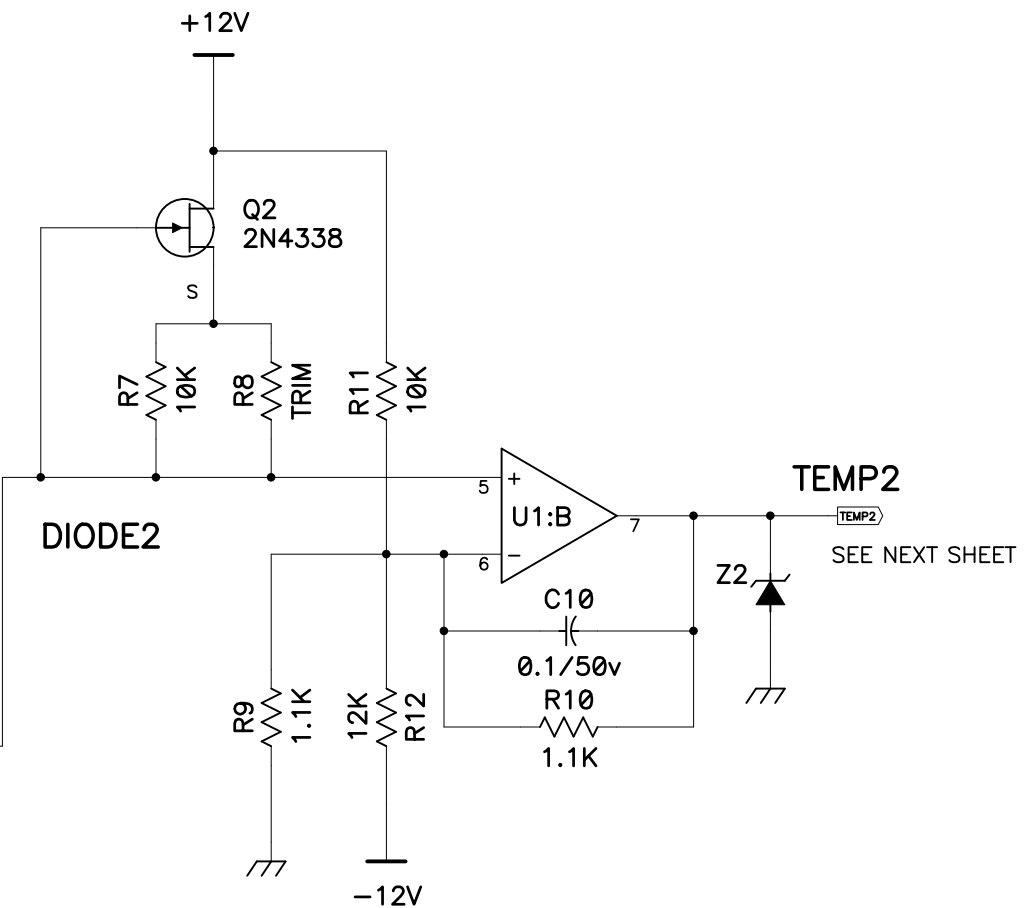 +12V
Q2
2N4338
S
R7
10K
R8
TRIM
R11
10K
DIODE2
5
+
U1:B
7
6
−
TEMP2
TEMP2
SEE NEXT SHEET
Z2
C10
0.1/50v
R10
1.1K
R9
1.1K
12K
R12
−12V